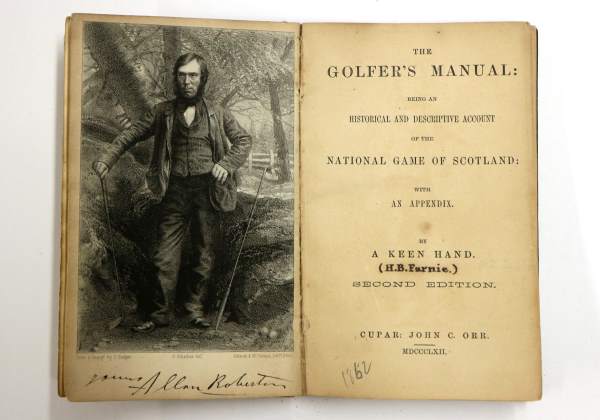 yours Allan Robertson
THE
GOLFER'S MANUAL:
BEING AN
HISTORICAL AND DESCRIPTIVE ACCOUNT
OF THE
NATIONAL GAME OF SCOTLAND;
WITH
AN APPENDIX.
BY
A KEEN HAND.
(H.B. Farnie.)
SECOND EDITION.
CUPAR: JOHN C. ORR.
MDCCCLXII.
1862